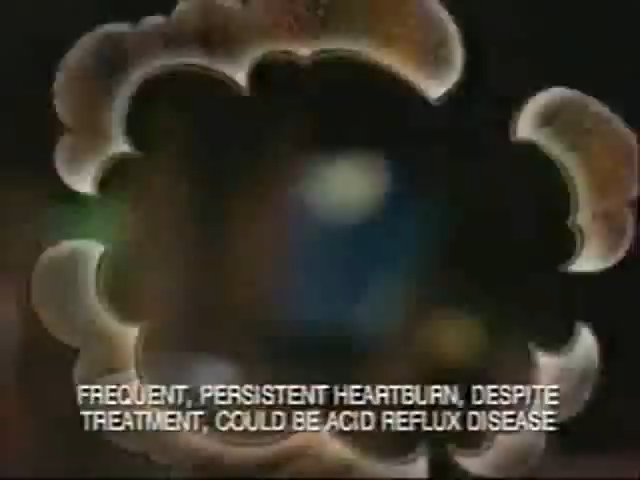 FREQUENT, PERSISTENT HEARTBURN, DESPITE
TREATMENT, COULD BE ACID REFLUX DISEASE